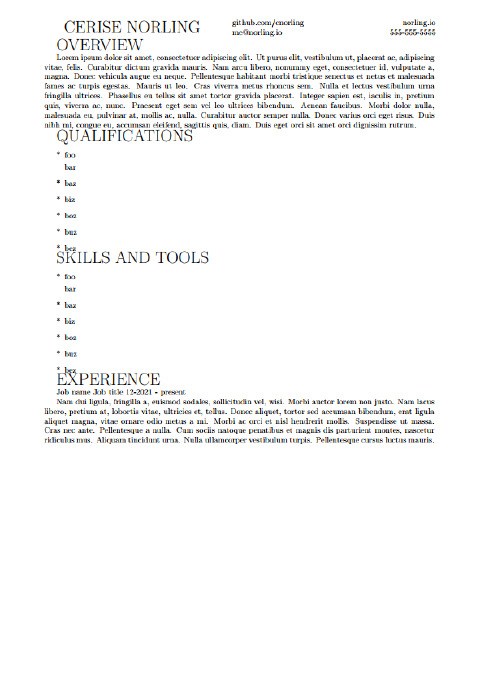 CERISE NORLING
github.com/cnorling
me@norling.io
norling.io
555-555-5555
OVERVIEW
Lorem ipsum dolor sit amet, consectetuer adipiscing elit. Ut purus elit, vestibulum ut, placerat ac, adipiscing
vitae, felis. Curabitur dictum gravida mauris. Nam arcu libero, nonummy eget, consectetuer id, vulputate a,
magna. Donec vehicula augue eu neque. Pellentesque habitant morbi tristique senectus et netus et malesuada
fames ac turpis egestas. Mauris ut leo. Cras viverra metus rhoncus sem. Nulla et lectus vestibulum urna
fringilla ultrices. Phasellus eu tellus sit amet tortor gravida placerat. Integer sapien est, iaculis in, pretium
quis, viverra ac, nunc. Praesent eget sem vel leo ultrices bibendum. Aenean faucibus. Morbi dolor nulla,
malesuada eu, pulvinar at, mollis ac, nulla. Curabitur auctor semper nulla. Donec varius orci eget risus. Duis
nibh mi, congue eu, accumsan eleifend, sagittis quis, diam. Duis eget orci sit amet orci dignissim rutrum.
QUALIFICATIONS
* foo
bar
* baz
* biz
* boz
* buz
* bez
SKILLS AND TOOLS
* foo
bar
* baz
* biz
* boz
* buz
* bez
EXPERIENCE
Job name Job title 12-2021 - present
Nam dui ligula, fringilla a, euismod sodales, sollicitudin vel, wisi. Morbi auctor lorem non justo. Nam lacus
libero, pretium at, lobortis vitae, ultricies et, tellus. Donec aliquet, tortor sed accumsan bibendum, erat ligula
aliquet magna, vitae ornare odio metus a mi. Morbi ac orci et nisl hendrerit mollis. Suspendisse ut massa.
Cras nec ante. Pellentesque a nulla. Cum sociis natoque penatibus et magnis dis parturient montes, nascetur
ridiculus mus. Aliquam tincidunt urna. Nulla ullamcorper vestibulum turpis. Pellentesque cursus luctus mauris.